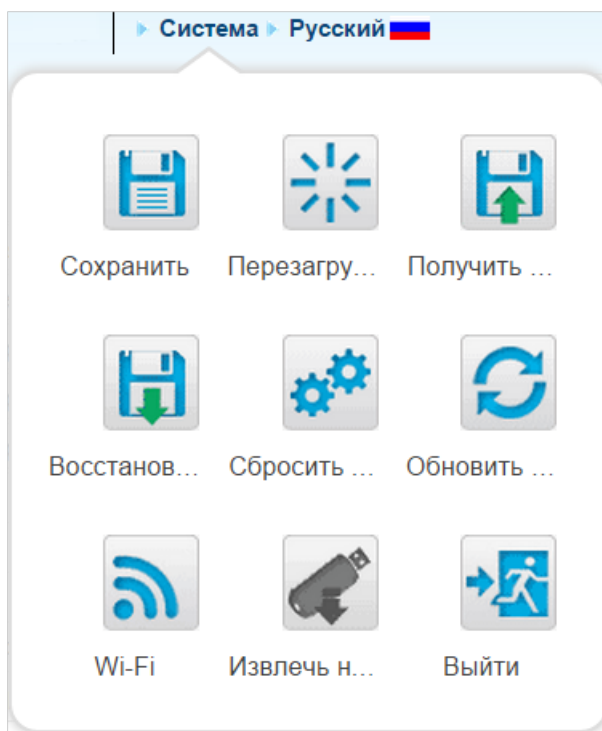 Система Русский
Сохранить Перезагру... Получить ...
Восстанов... Сбросить ... Обновить ...
Wi-Fi Извлечь н... Выйти